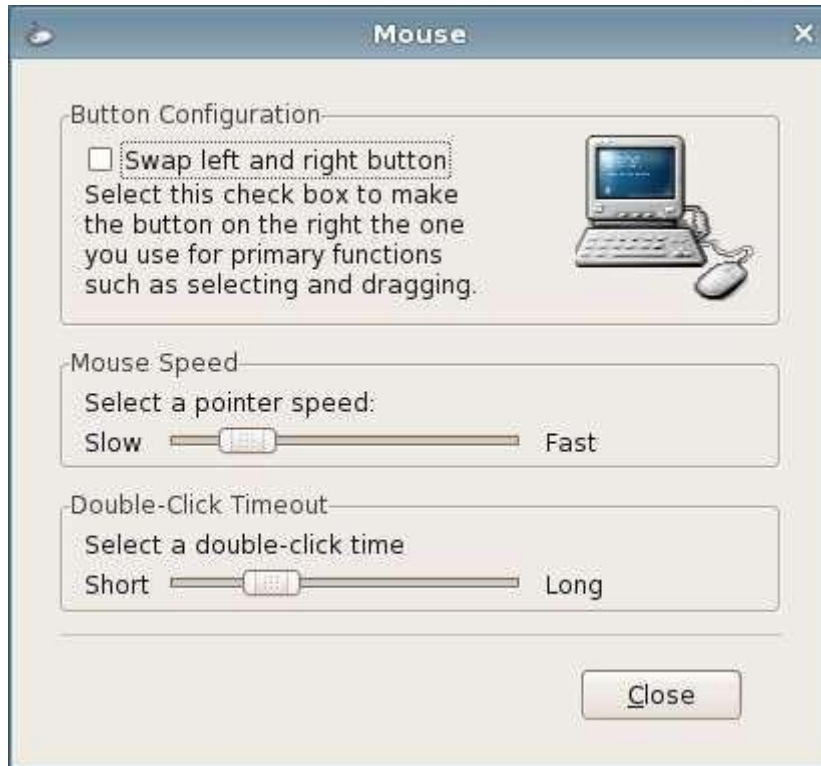 Mouse
Button Configuration
Swap left and right button
Select this check box to make
the button on the right the one
you use for primary functions
such as selecting and dragging.
Mouse Speed
Select a pointer speed:
Slow Fast
Double-Click Timeout
Select a double-click time
Short Long
Close